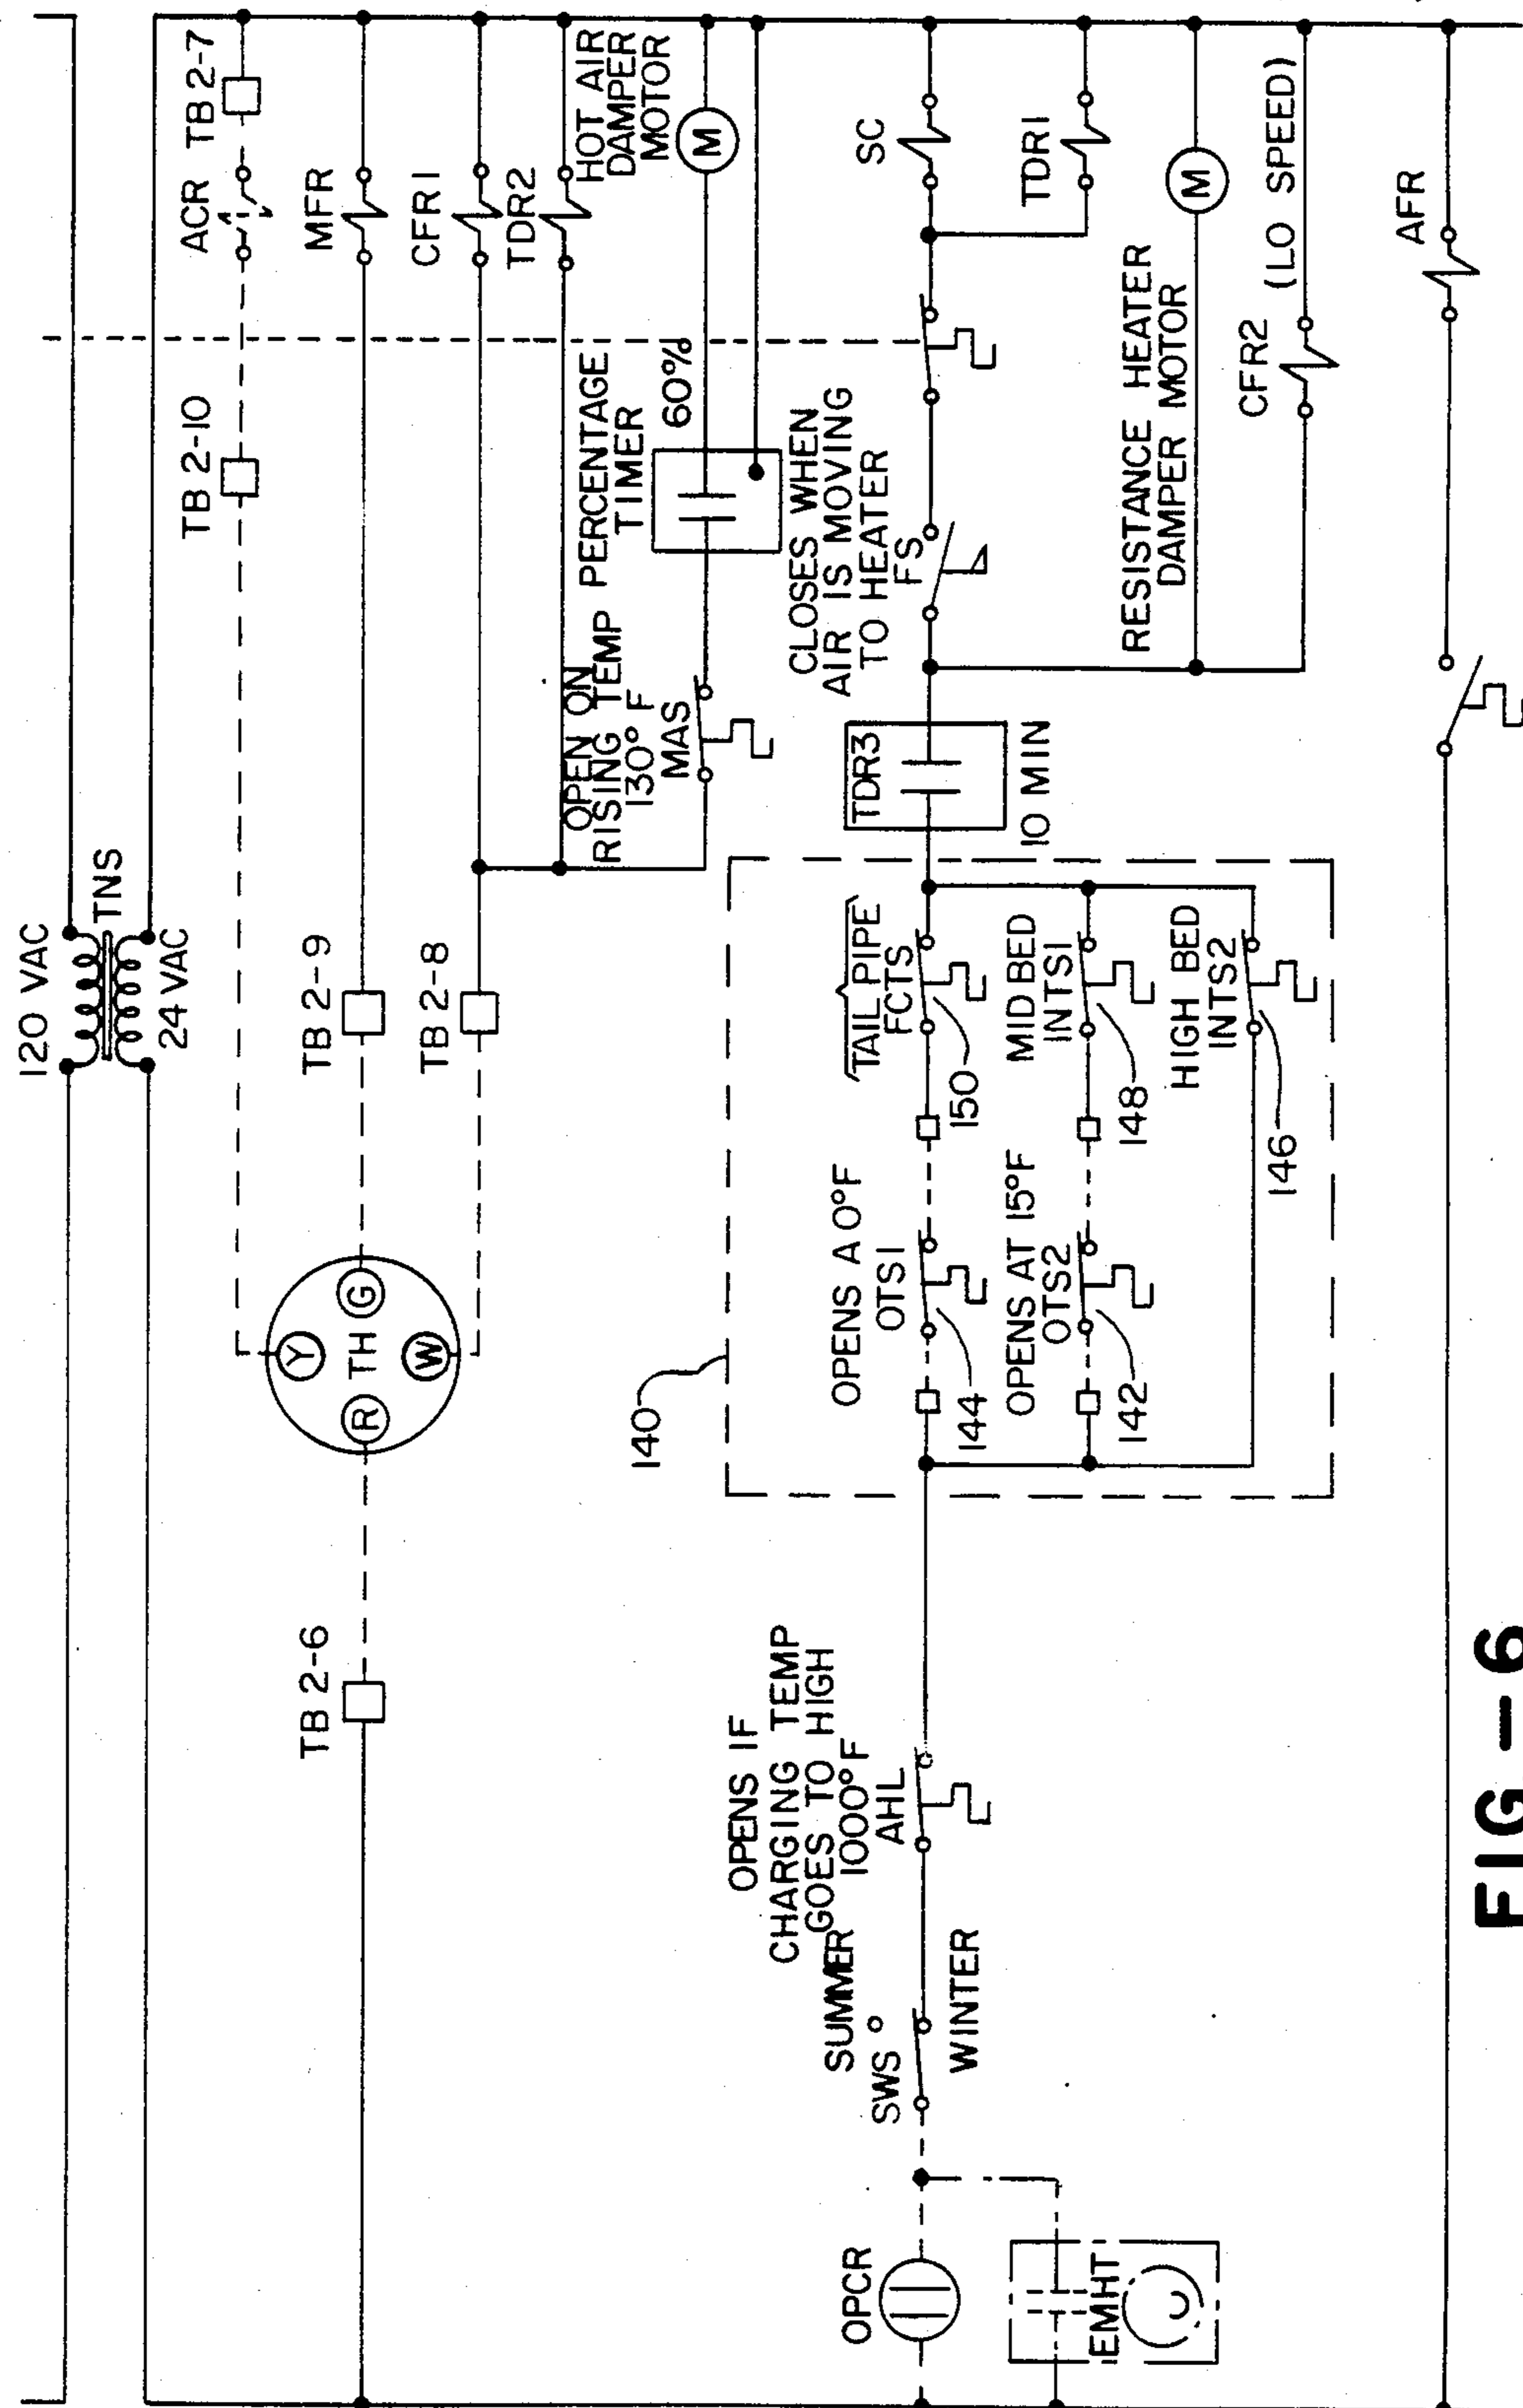 120 VAC
TNS
24 VAC
TB 2-10
ACR
TB 2-7
TB 2-6
R
Y
TH
G
W
TB 2-9
MFR
TB 2-8
CFR1
TDR2
OPEN ON
RISING TEMP
130° F
MAS
PERCENTAGE
TIMER
60%
HOT AIR
DAMPER
MOTOR
M
140
OPENS IF
CHARGING TEMP
GOES TO HIGH
1000° F
AHL
SUMMER
SWS
WINTER
OPCR
EMHT
OPENS A 0°F
OTS1
144
TAIL PIPE
FCTS
150
OPENS AT 15°F
OTS2
142
MID BED
INTS1
148
HIGH BED
INTS2
146
TDR3
10 MIN
CLOSES WHEN
AIR IS MOVING
TO HEATER
FS
SC
TDR1
RESISTANCE HEATER
DAMPER MOTOR
M
CFR2
(LO SPEED)
AFR
FIG-6